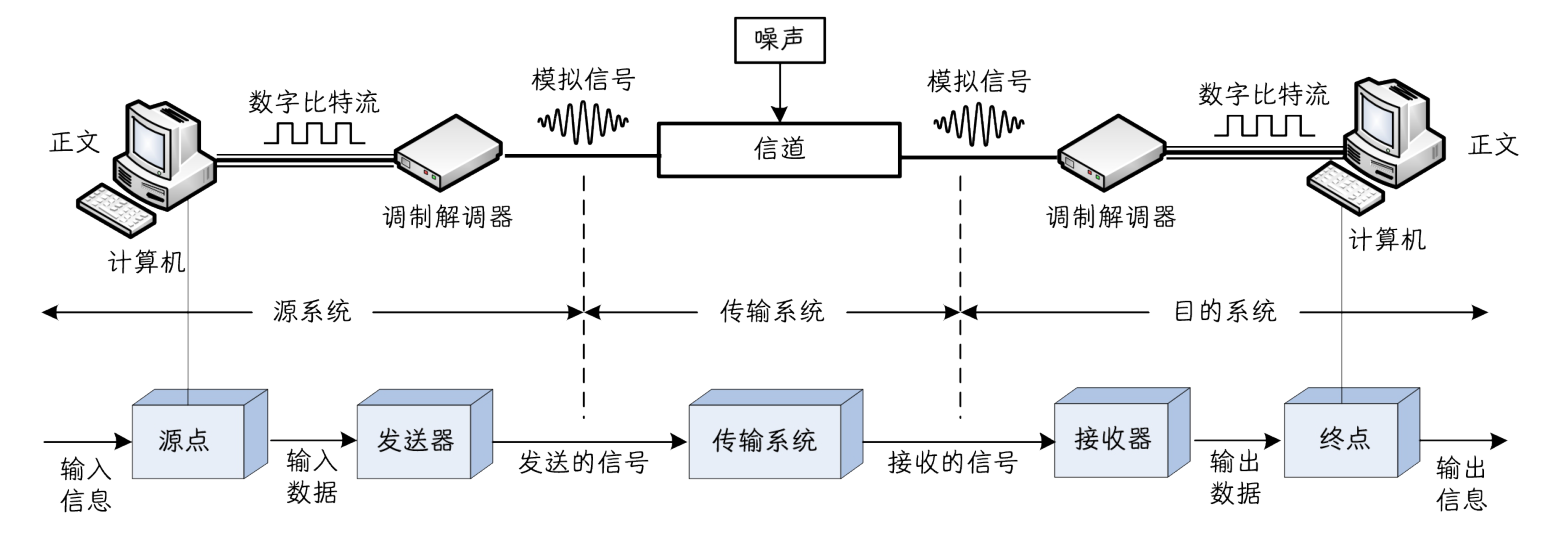 噪声
模拟信号
模拟信号
数字比特流
数字比特流
正文
信道
正文
调制解调器
调制解调器
计算机
计算机
源系统
传输系统
目的系统
源点
发送器
传输系统
接收器
终点
输入
信息
输入
数据
发送的信号
接收的信号
输出
数据
输出
信息